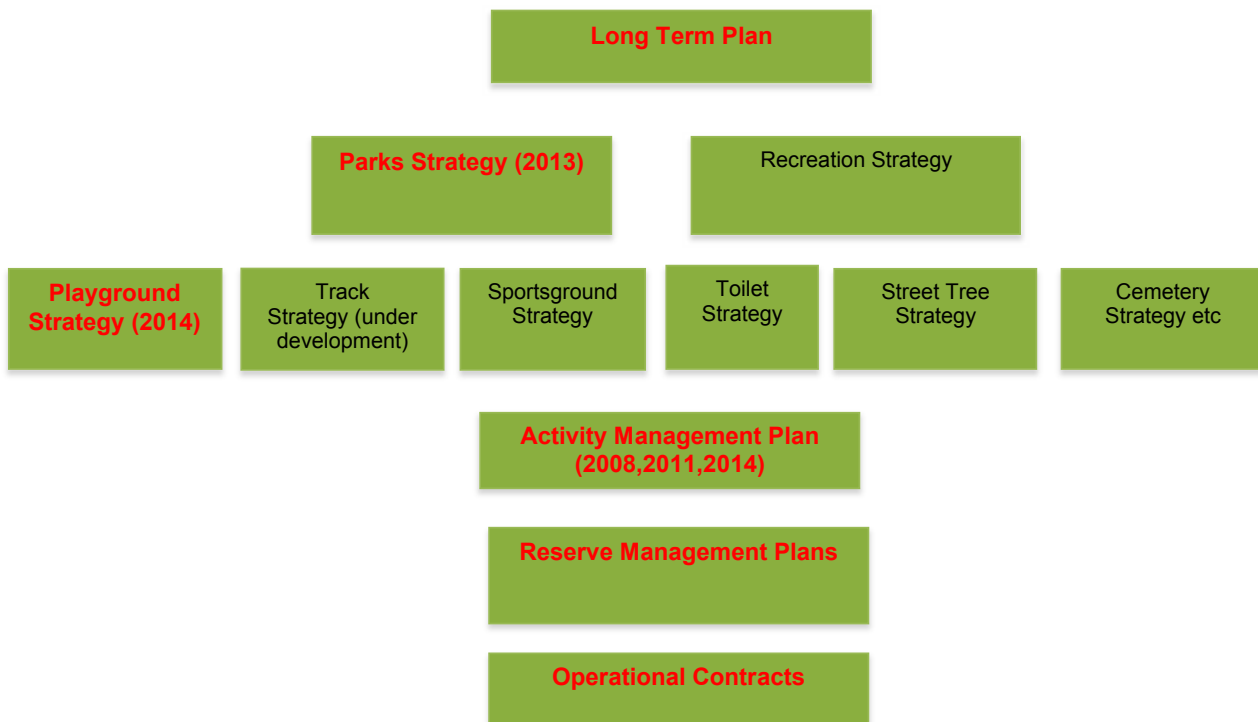 Long Term Plan
Parks Strategy (2013)
Recreation Strategy
Playground
Strategy (2014)
Track
Strategy (under
development)
Sportsground
Strategy
Toilet
Strategy
Street Tree
Strategy
Cemetery
Strategy etc
Activity Management Plan
(2008,2011,2014)
Reserve Management Plans
Operational Contracts